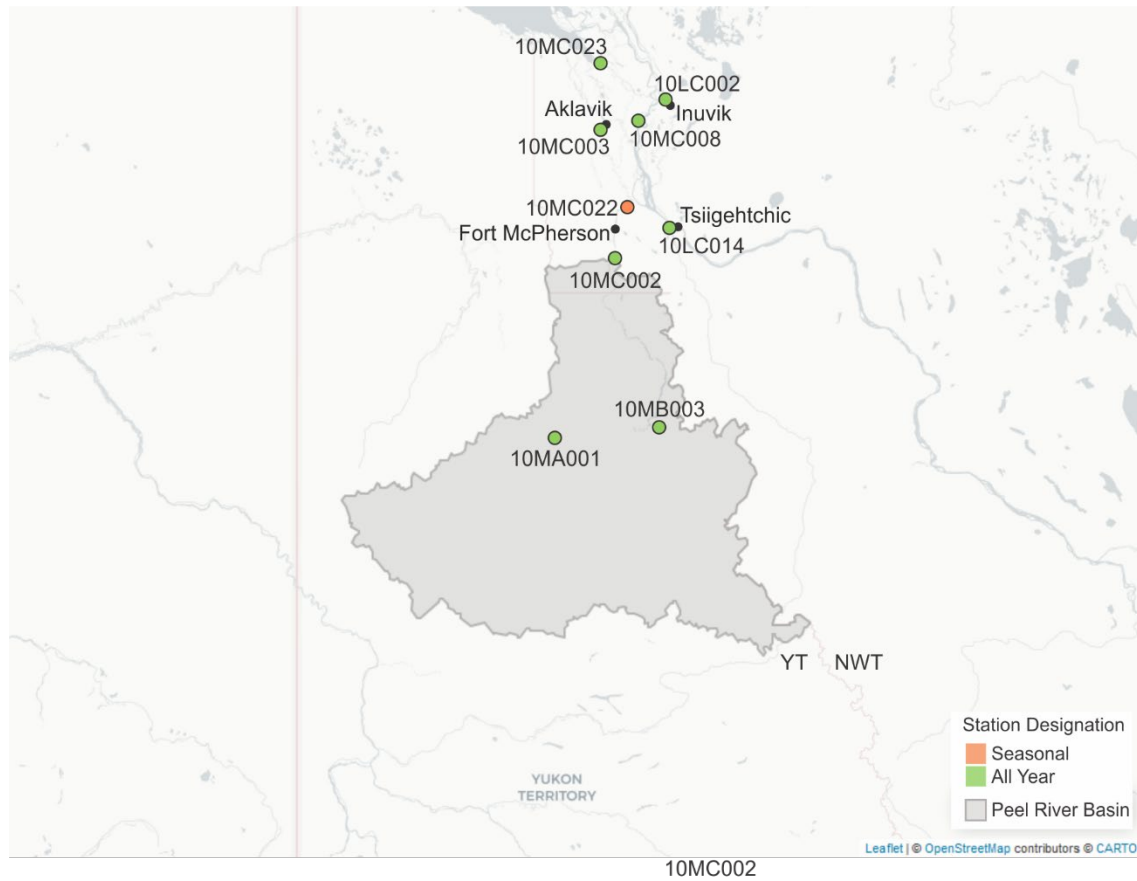 10MC023
10LC002
Aklavik
Inuvik
10MC003
10MC008
10MC022
Tsiigehtchic
Fort McPherson
10LC014
10MC002
10MB003
10MA001
YT NWT
Station Designation
Seasonal
All Year
Peel River Basin
YUKON
TERRITORY
Leaflet | © OpenStreetMap contributors © CARTO
10MC002